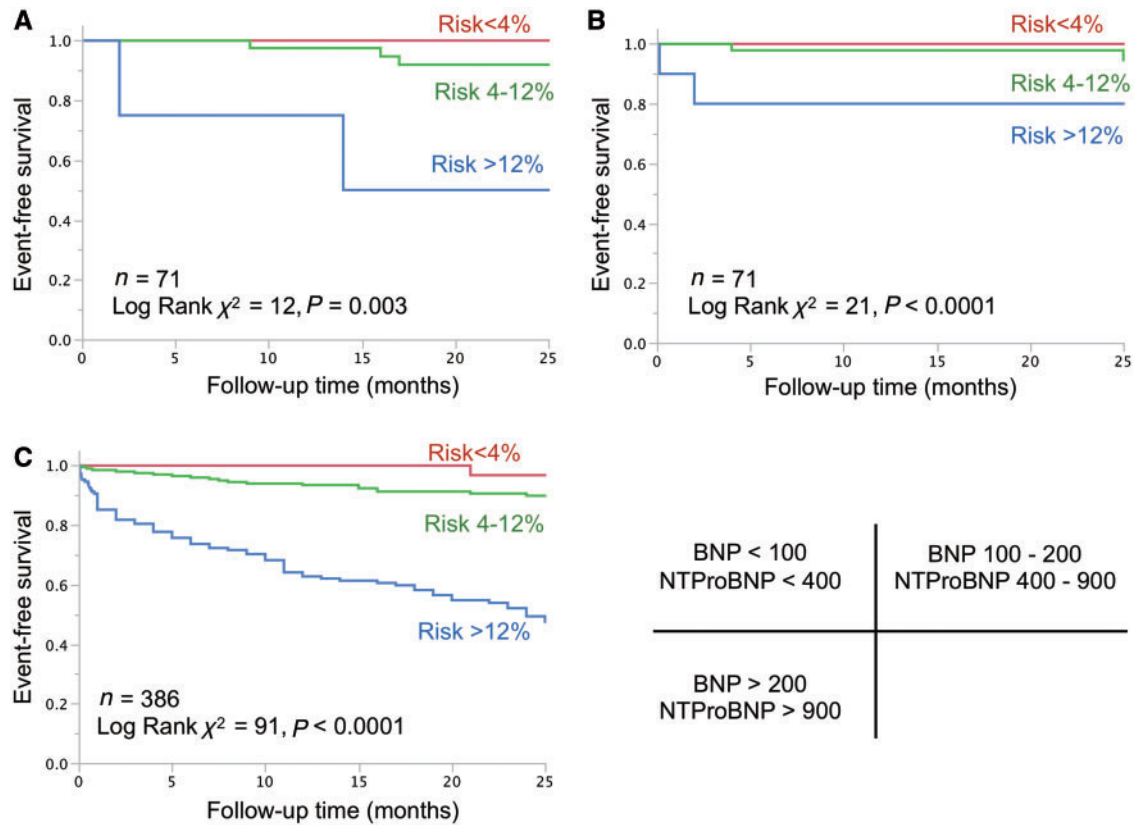 A
Risk<4%
1.0
0.8
0.6
0.4
0.2
0.0
Event-free survival
Risk 4-12%
Risk >12%
n = 71
Log Rank χ² = 12, P = 0.003
0 5 10 15 20 25
Follow-up time (months)
B
Risk<4%
1.0
0.8
0.6
0.4
0.2
0.0
Event-free survival
Risk 4-12%
Risk >12%
n = 71
Log Rank χ² = 21, P < 0.0001
0 5 10 15 20 25
Follow-up time (months)
C
Risk<4%
1.0
0.8
0.6
0.4
0.2
0.0
Event-free survival
Risk 4-12%
Risk >12%
n = 386
Log Rank χ² = 91, P < 0.0001
0 5 10 15 20 25
Follow-up time (months)
BNP < 100
NTProBNP < 400
BNP 100 - 200
NTProBNP 400 - 900
BNP > 200
NTProBNP > 900